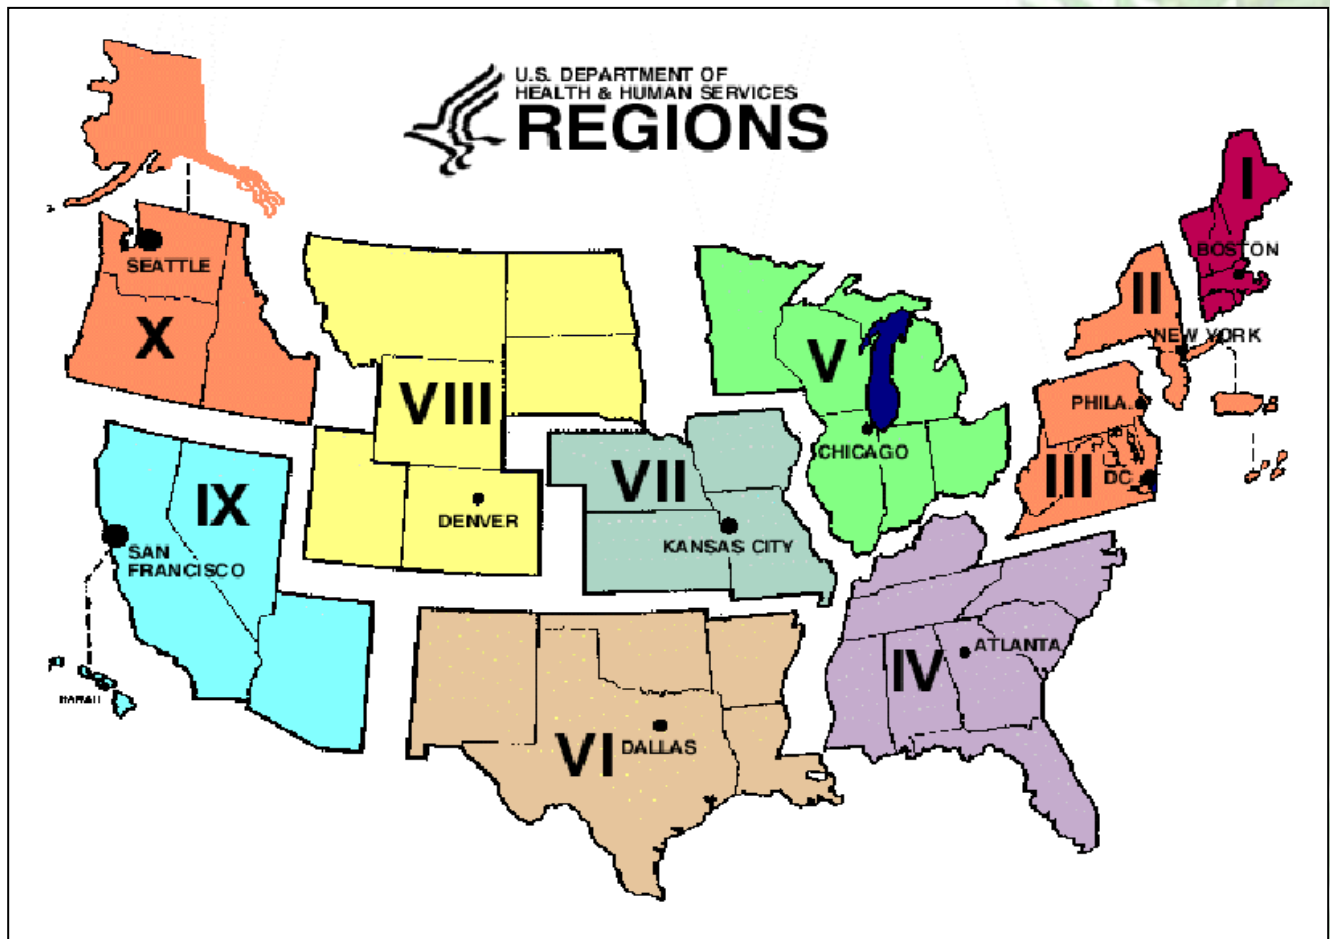 U.S. DEPARTMENT OF
HEALTH & HUMAN SERVICES
REGIONS
I
BOSTON
II
NEW YORK
SEATTLE
X
V
CHICAGO
VIII
DENVER
PHILA.
III
DC
VII
KANSAS CITY
IX
SAN
FRANCISCO
HAWAII
IV
ATLANTA
VI
DALLAS